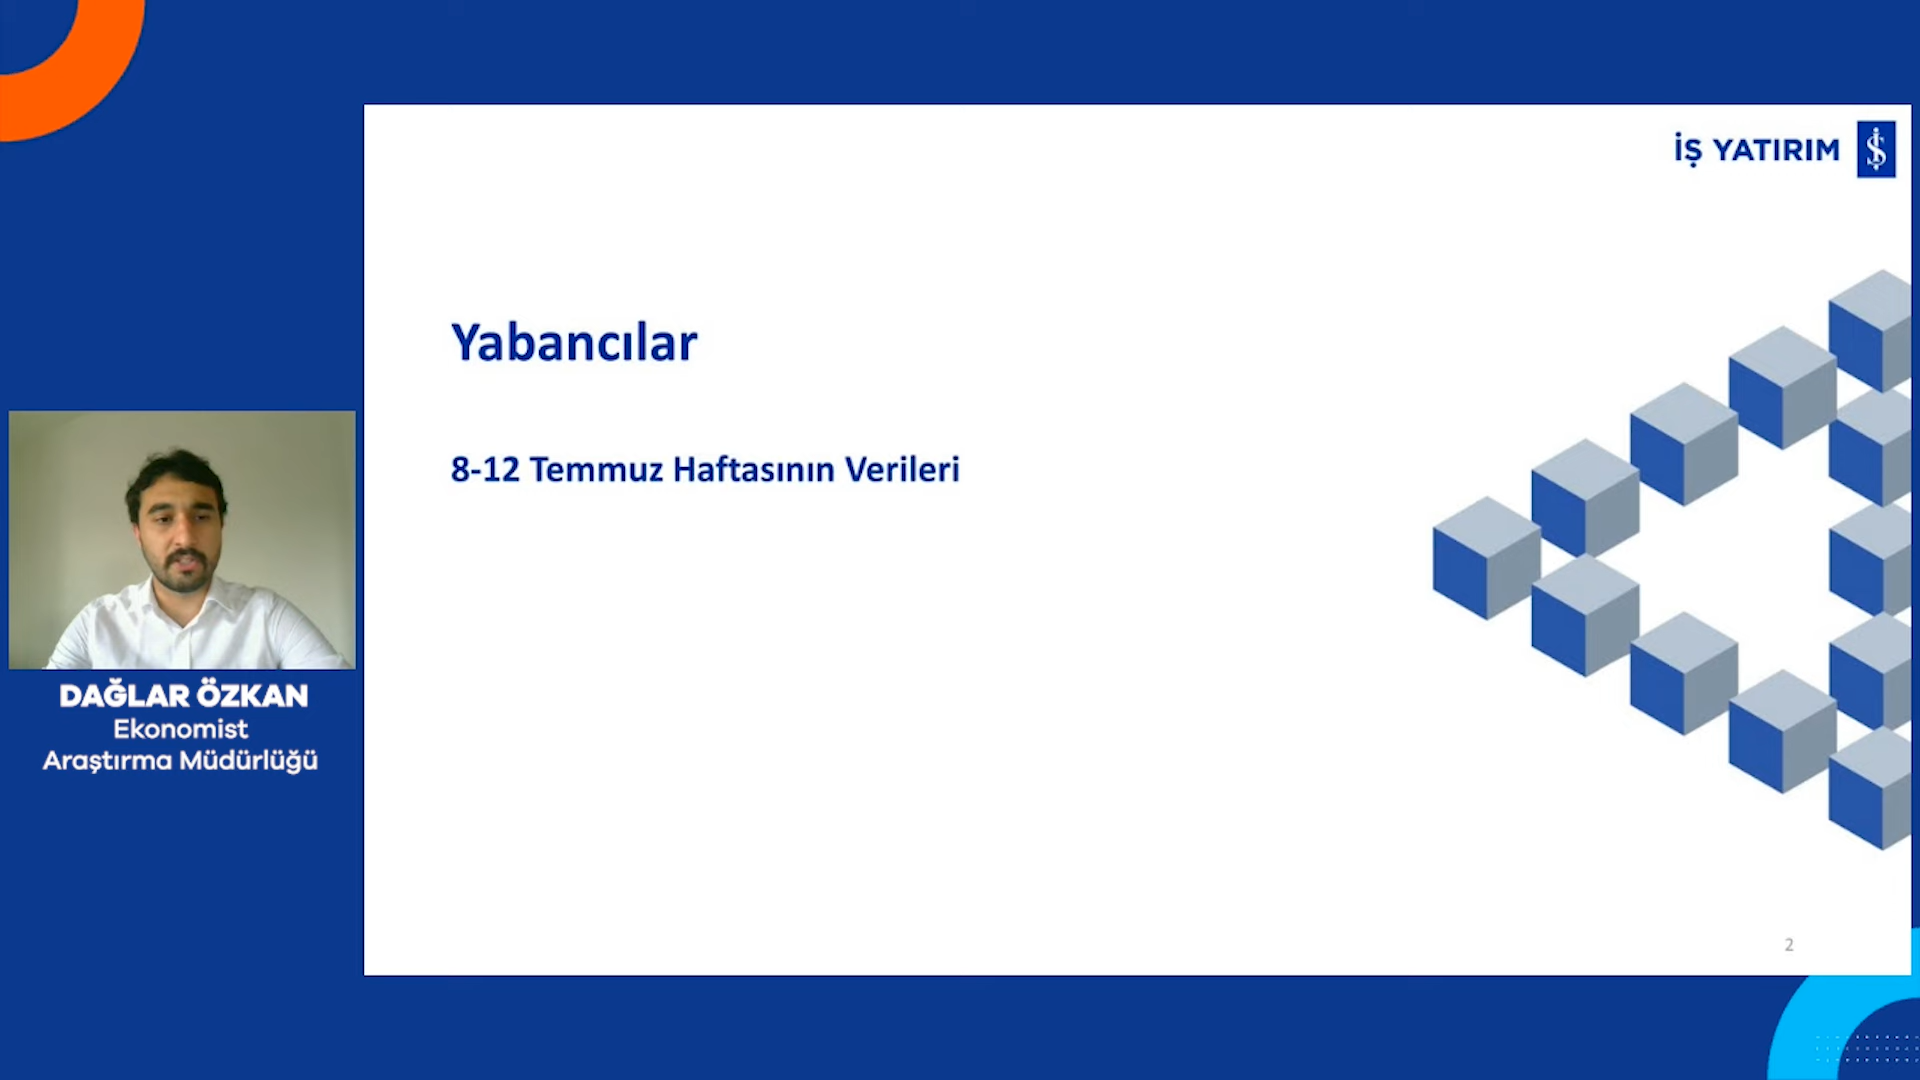 İŞ YATIRIM
Yabancılar
8-12 Temmuz Haftasının Verileri
DAĞLAR ÖZKAN
Ekonomist
Araştırma Müdürlüğü
2